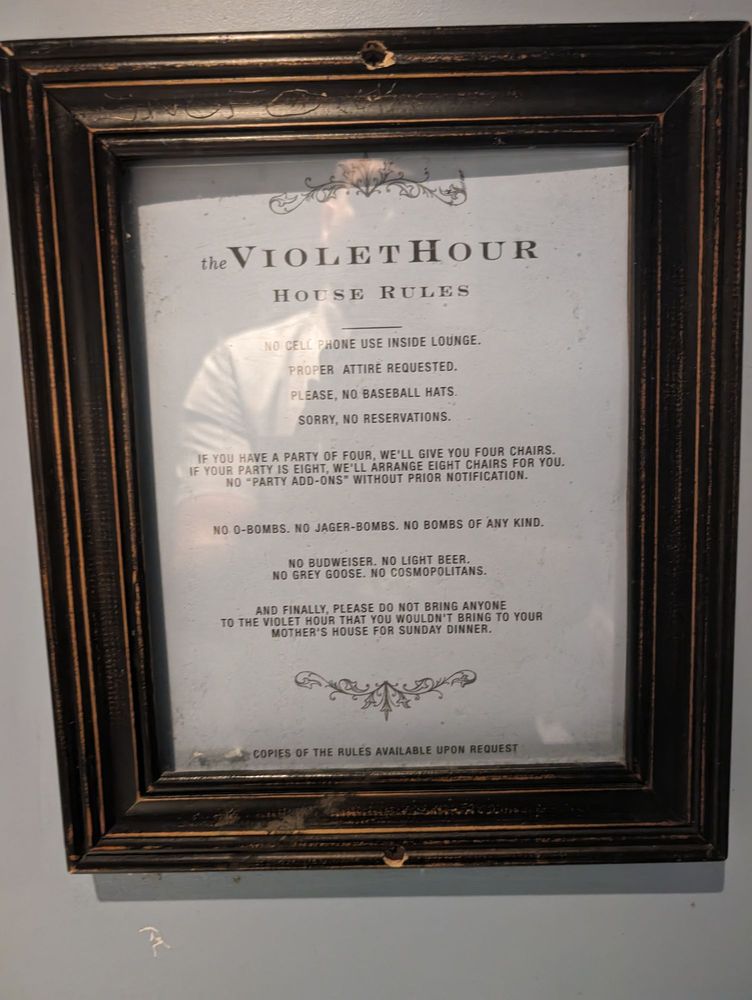 the VIOLET HOUR
HOUSE RULES
NO CELL PHONE USE INSIDE LOUNGE.
PROPER ATTIRE REQUESTED.
PLEASE, NO BASEBALL HATS.
SORRY, NO RESERVATIONS.
IF YOU HAVE A PARTY OF FOUR, WE'LL GIVE YOU FOUR CHAIRS.
IF YOUR PARTY IS EIGHT, WE'LL ARRANGE EIGHT CHAIRS FOR YOU.
NO "PARTY ADD-ONS" WITHOUT PRIOR NOTIFICATION.
NO O-BOMBS. NO JAGER-BOMBS. NO BOMBS OF ANY KIND.
NO BUDWEISER. NO LIGHT BEER.
NO GREY GOOSE. NO COSMOPOLITANS.
AND FINALLY, PLEASE DO NOT BRING ANYONE
TO THE VIOLET HOUR THAT YOU WOULDN'T BRING TO YOUR
MOTHER'S HOUSE FOR SUNDAY DINNER.
COPIES OF THE RULES AVAILABLE UPON REQUEST